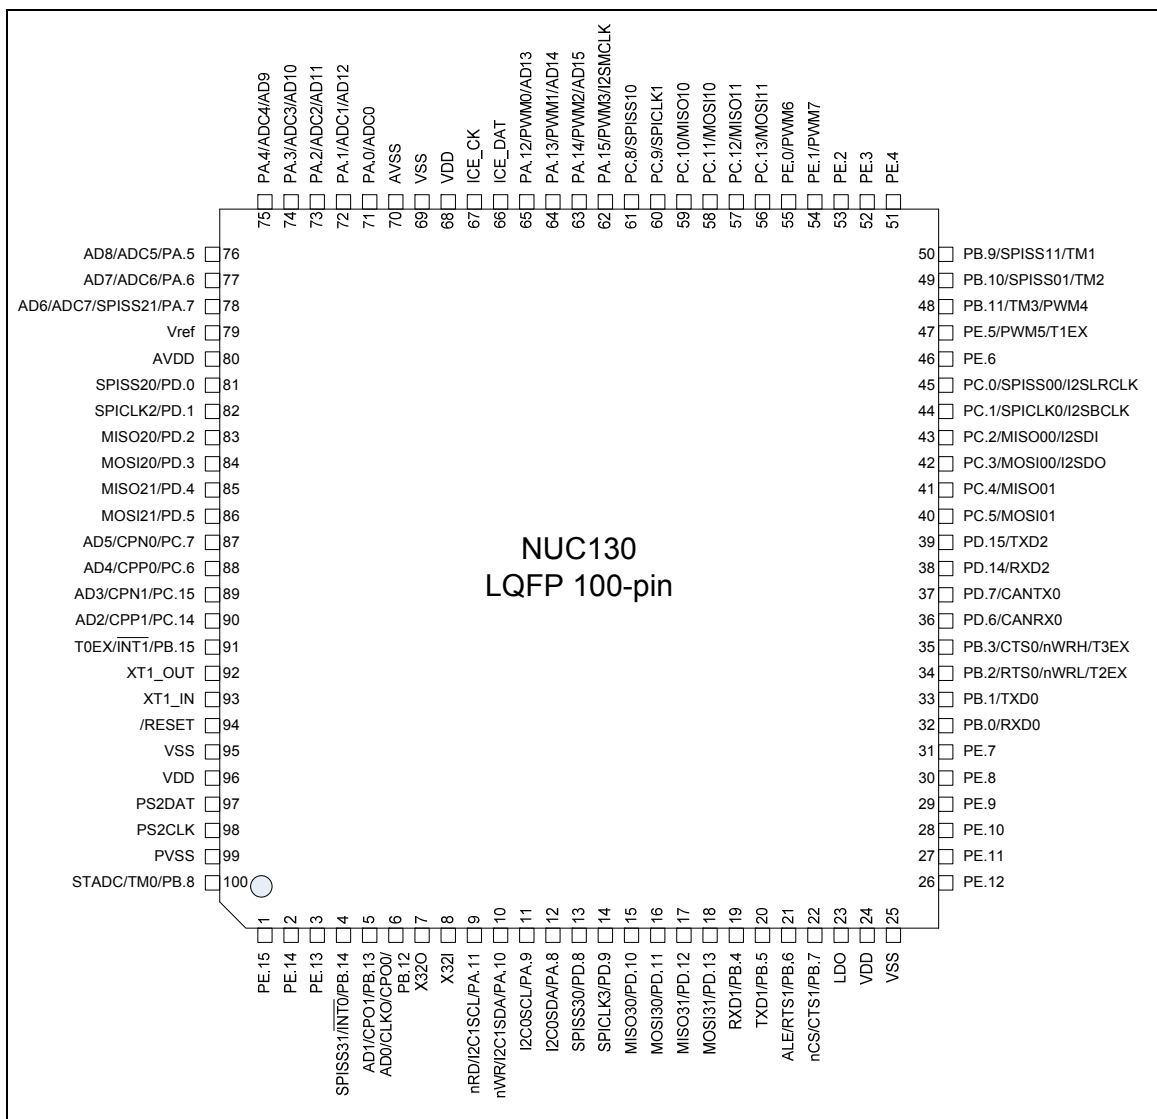 PA.4/ADC4/AD9
PA.3/ADC3/AD10
PA.2/ADC2/AD11
PA.1/ADC1/AD12
PA.0/ADC0
AVSS
VSS
VDD
ICE_CK
ICE_DAT
PA.12/PWM0/AD13
PA.13/PWM1/AD14
PA.14/PWM2/AD15
PA.15/PWM3/I2SMCLK
PC.8/SPISS10
PC.9/SPICLK1
PC.10/MISO10
PC.11/MOSI10
PC.12/MISO11
PC.13/MOSI11
PE.0/PWM6
PE.1/PWM7
PE.2
PE.3
PE.4
75 74 73 72 71 70 69 68 67 66 65 64 63 62 61 60 59 58 57 56 55 54 53 52 51
AD8/ADC5/PA.5 76
AD7/ADC6/PA.6 77
AD6/ADC7/SPISS21/PA.7 78
Vref 79
AVDD 80
SPISS20/PD.0 81
SPICLK2/PD.1 82
MISO20/PD.2 83
MOSI20/PD.3 84
MISO21/PD.4 85
MOSI21/PD.5 86
AD5/CPN0/PC.7 87
AD4/CPP0/PC.6 88
AD3/CPN1/PC.15 89
AD2/CPP1/PC.14 90
T0EX/INT1/PB.15 91
XT1_OUT 92
XT1_IN 93
/RESET 94
VSS 95
VDD 96
PS2DAT 97
PS2CLK 98
PVSS 99
STADC/TM0/PB.8 100
NUC130
LQFP 100-pin
50 PB.9/SPISS11/TM1
49 PB.10/SPISS01/TM2
48 PB.11/TM3/PWM4
47 PE.5/PWM5/T1EX
46 PE.6
45 PC.0/SPISS00/I2SLRCLK
44 PC.1/SPICLK0/I2SBCLK
43 PC.2/MISO00/I2SDI
42 PC.3/MOSI00/I2SDO
41 PC.4/MISO01
40 PC.5/MOSI01
39 PD.15/TXD2
38 PD.14/RXD2
37 PD.7/CANTX0
36 PD.6/CANRX0
35 PB.3/CTS0/nWRH/T3EX
34 PB.2/RTS0/nWRL/T2EX
33 PB.1/TXD0
32 PB.0/RXD0
31 PE.7
30 PE.8
29 PE.9
28 PE.10
27 PE.11
26 PE.12
1 2 3 4 5 6 7 8 9 10 11 12 13 14 15 16 17 18 19 20 21 22 23 24 25
PE.15
PE.14
PE.13
SPISS31/INT0/PB.14
AD1/CPO1/PB.13
AD0/CLKO/CPO0/
PB.12
X32O
X32I
nRD/I2C1SCL/PA.11
nWR/I2C1SDA/PA.10
I2C0SCL/PA.9
I2C0SDA/PA.8
SPISS30/PD.8
SPICLK3/PD.9
MISO30/PD.10
MOSI30/PD.11
MISO31/PD.12
MOSI31/PD.13
RXD1/PB.4
TXD1/PB.5
ALE/RTS1/PB.6
nCS/CTS1/PB.7
LDO
VDD
VSS